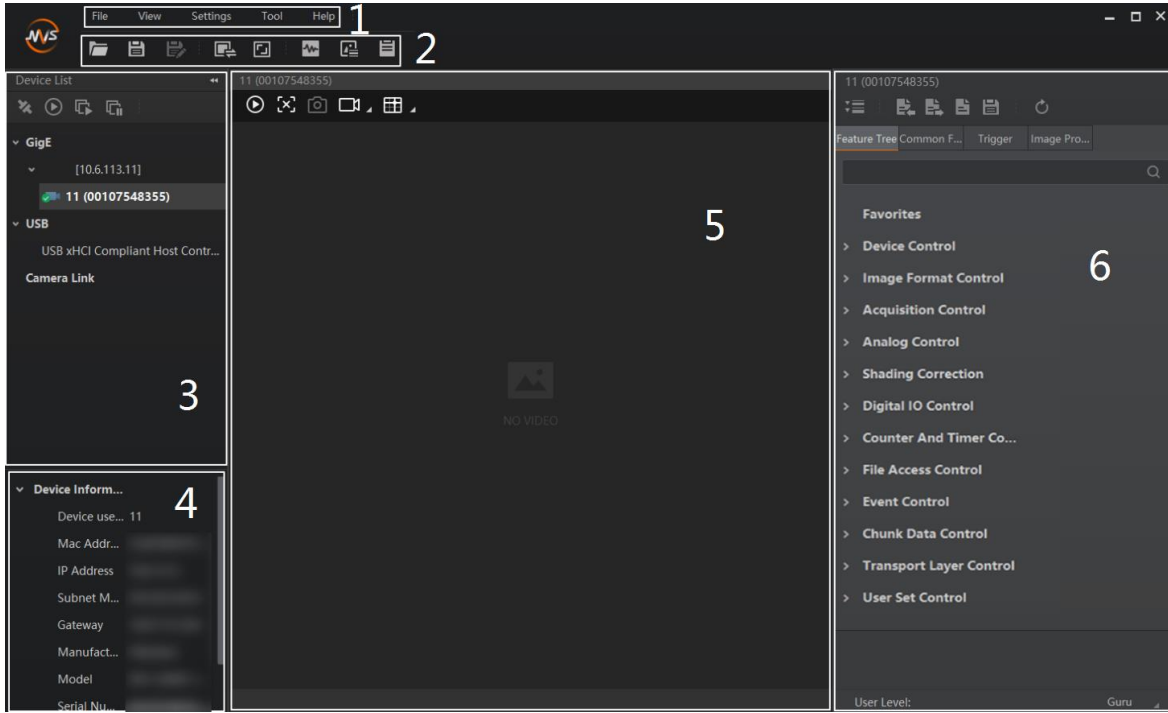 MVS
File View Settings Tool Help 1
2
Device List
GigE
[10.6.113.11]
11 (00107548355)
USB
USB xHCI Compliant Host Contr...
Camera Link
3
Device Inform...
4
Device use... 11
Mac Addr...
IP Address
Subnet M...
Gateway
Manufact...
Model
Serial Nu...
11 (00107548355)
5
NO VIDEO
11 (00107548355)
Feature Tree Common F... Trigger Image Pro...
Favorites
Device Control
6
Image Format Control
Acquisition Control
Analog Control
Shading Correction
Digital IO Control
Counter And Timer Co...
File Access Control
Event Control
Chunk Data Control
Transport Layer Control
User Set Control
User Level: Guru